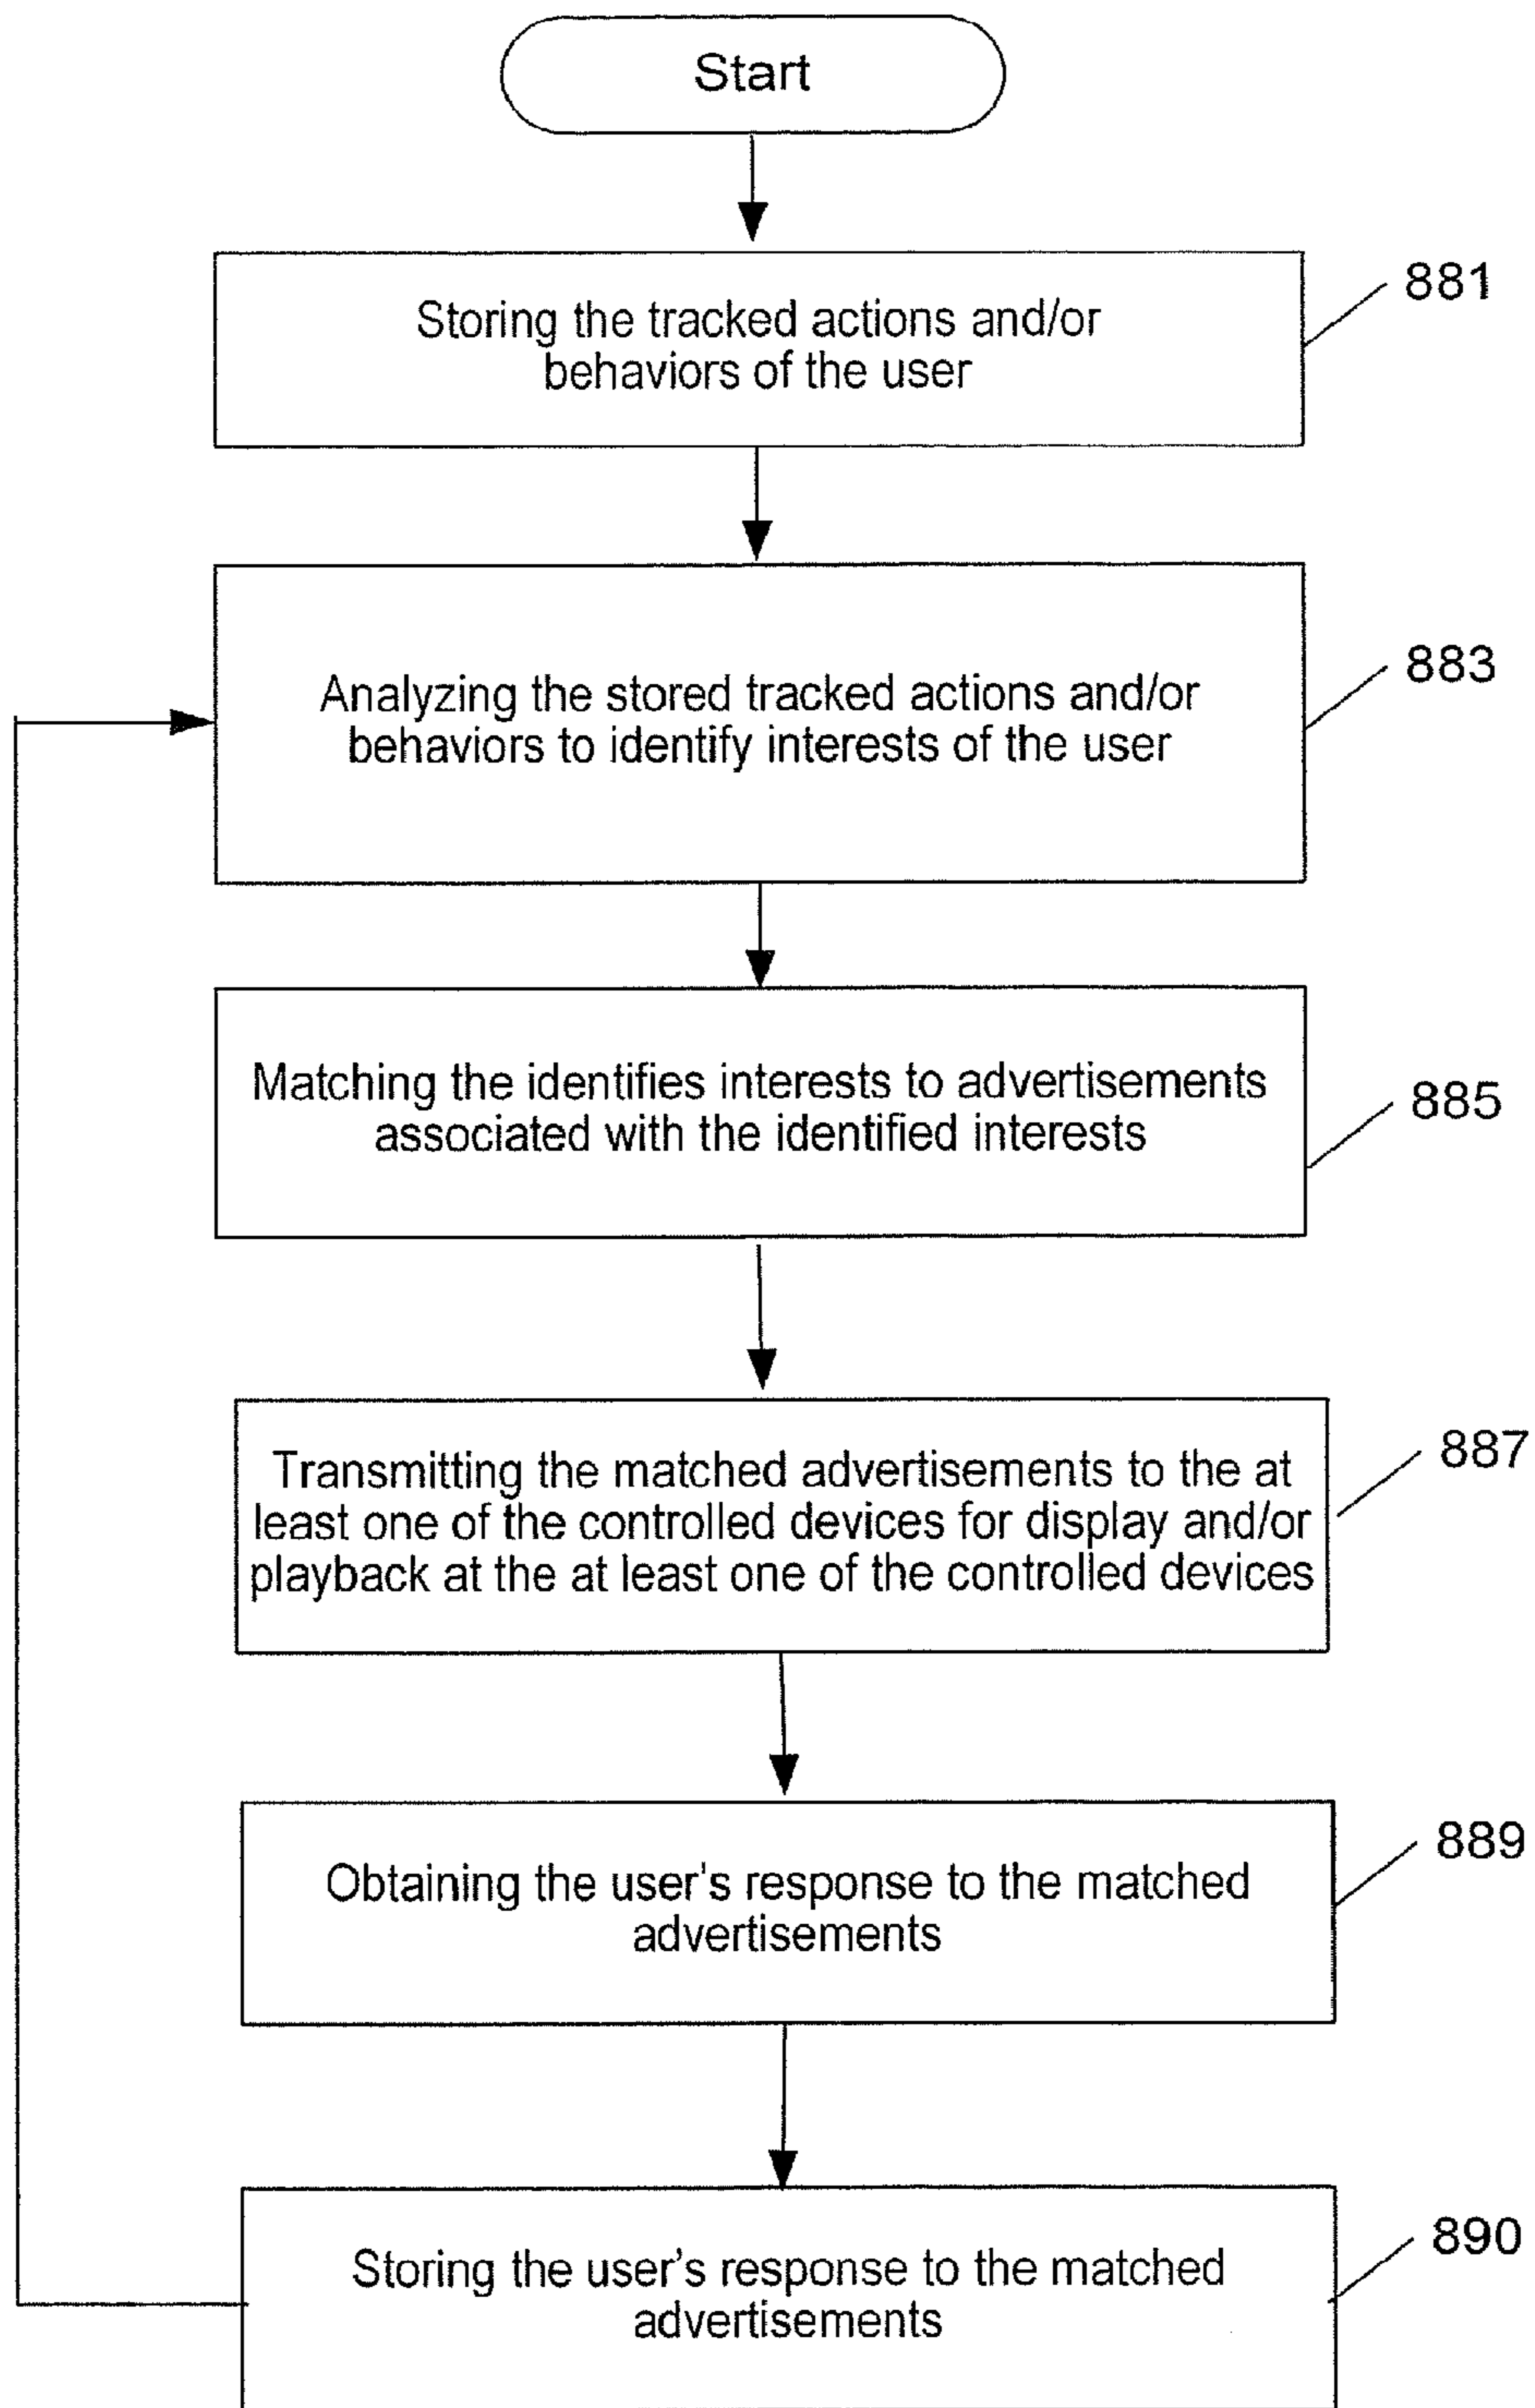 Start
881
Storing the tracked actions and/or
behaviors of the user
883
Analyzing the stored tracked actions and/or
behaviors to identify interests of the user
885
Matching the identifies interests to advertisements
associated with the identified interests
887
Transmitting the matched advertisements to the at
least one of the controlled devices for display and/or
playback at the at least one of the controlled devices
889
Obtaining the user's response to the matched
advertisements
890
Storing the user's response to the matched
advertisements